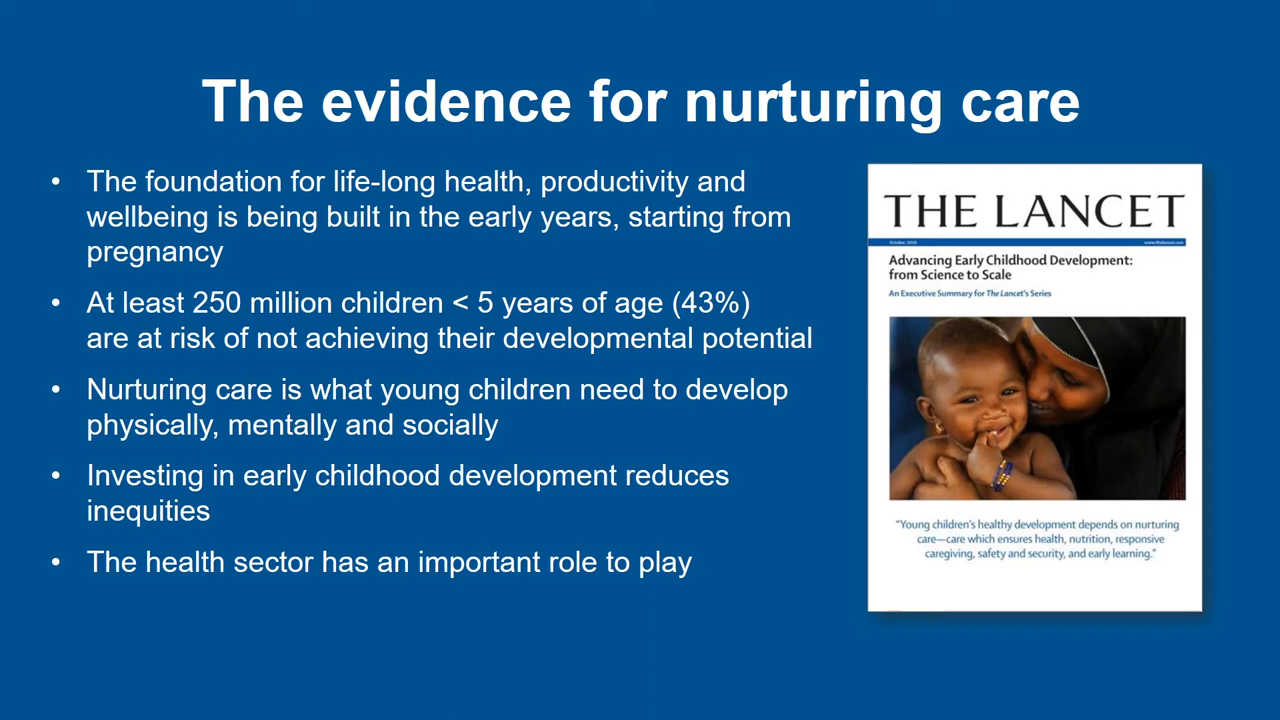 The evidence for nurturing care
• The foundation for life-long health, productivity and
wellbeing is being built in the early years, starting from
pregnancy
• At least 250 million children < 5 years of age (43%)
are at risk of not achieving their developmental potential
• Nurturing care is what young children need to develop
physically, mentally and socially
• Investing in early childhood development reduces
inequities
• The health sector has an important role to play
THE LANCET
www.thelancet.com
Advancing Early Childhood Development:
from Science to Scale
An Executive Summary for The Lancet's Series
“Young children’s healthy development depends on nurturing
care—care which ensures health, nutrition, responsive
caregiving, safety and security, and early learning.”